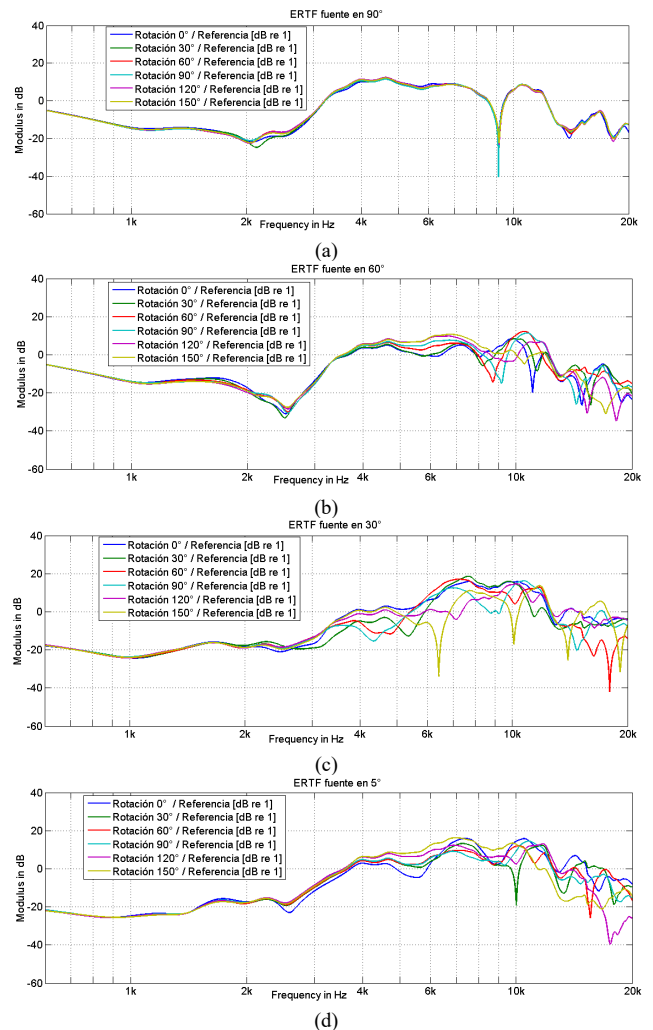 ERTF fuente en 90°
40
20
0
-20
-40
-60
Modulus in dB
Rotación 0° / Referencia [dB re 1]
Rotación 30° / Referencia [dB re 1]
Rotación 60° / Referencia [dB re 1]
Rotación 90° / Referencia [dB re 1]
Rotación 120° / Referencia [dB re 1]
Rotación 150° / Referencia [dB re 1]
1k 2k 4k 6k 10k 20k
Frequency in Hz
(a)
ERTF fuente en 60°
40
20
0
-20
-40
-60
Modulus in dB
Rotación 0° / Referencia [dB re 1]
Rotación 30° / Referencia [dB re 1]
Rotación 60° / Referencia [dB re 1]
Rotación 90° / Referencia [dB re 1]
Rotación 120° / Referencia [dB re 1]
Rotación 150° / Referencia [dB re 1]
1k 2k 4k 6k 10k 20k
Frequency in Hz
(b)
ERTF fuente en 30°
40
20
0
-20
-40
-60
Modulus in dB
Rotación 0° / Referencia [dB re 1]
Rotación 30° / Referencia [dB re 1]
Rotación 60° / Referencia [dB re 1]
Rotación 90° / Referencia [dB re 1]
Rotación 120° / Referencia [dB re 1]
Rotación 150° / Referencia [dB re 1]
1k 2k 4k 6k 10k 20k
Frequency in Hz
(c)
ERTF fuente en 5°
40
20
0
-20
-40
-60
Modulus in dB
Rotación 0° / Referencia [dB re 1]
Rotación 30° / Referencia [dB re 1]
Rotación 60° / Referencia [dB re 1]
Rotación 90° / Referencia [dB re 1]
Rotación 120° / Referencia [dB re 1]
Rotación 150° / Referencia [dB re 1]
1k 2k 4k 6k 10k 20k
Frequency in Hz
(d)